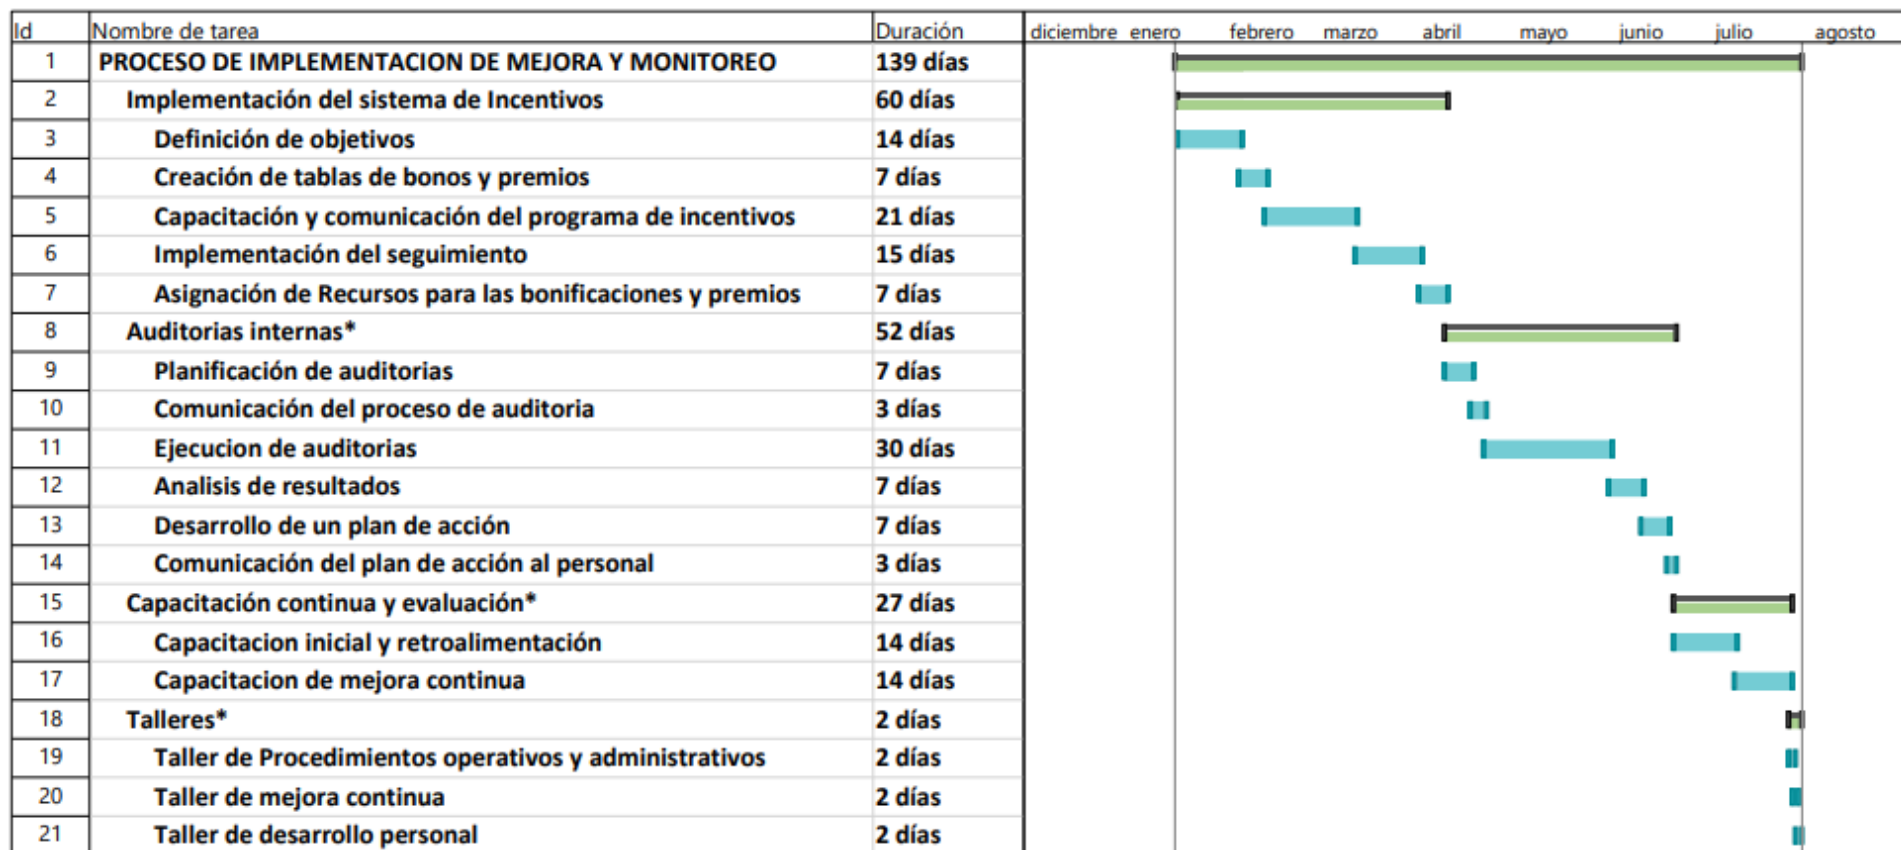 Id Nombre de tarea Duración diciembre enero febrero marzo abril mayo junio julio agosto
1 PROCESO DE IMPLEMENTACION DE MEJORA Y MONITOREO 139 días
2 Implementación del sistema de Incentivos 60 días
3 Definición de objetivos 14 días
4 Creación de tablas de bonos y premios 7 días
5 Capacitación y comunicación del programa de incentivos 21 días
6 Implementación del seguimiento 15 días
7 Asignación de Recursos para las bonificaciones y premios 7 días
8 Auditorias internas* 52 días
9 Planificación de auditorias 7 días
10 Comunicación del proceso de auditoria 3 días
11 Ejecucion de auditorias 30 días
12 Analisis de resultados 7 días
13 Desarrollo de un plan de acción 7 días
14 Comunicación del plan de acción al personal 3 días
15 Capacitación continua y evaluación* 27 días
16 Capacitacion inicial y retroalimentación 14 días
17 Capacitacion de mejora continua 14 días
18 Talleres* 2 días
19 Taller de Procedimientos operativos y administrativos 2 días
20 Taller de mejora continua 2 días
21 Taller de desarrollo personal 2 días